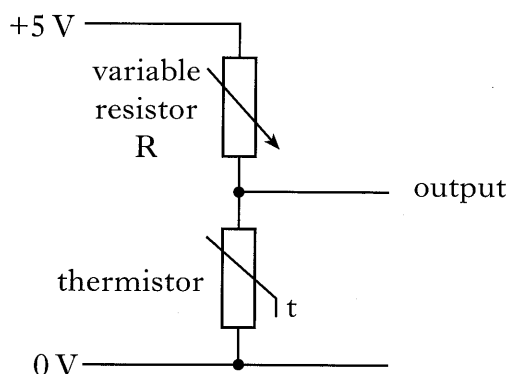 +5 V
variable
resistor
R
output
thermistor
t
0 V